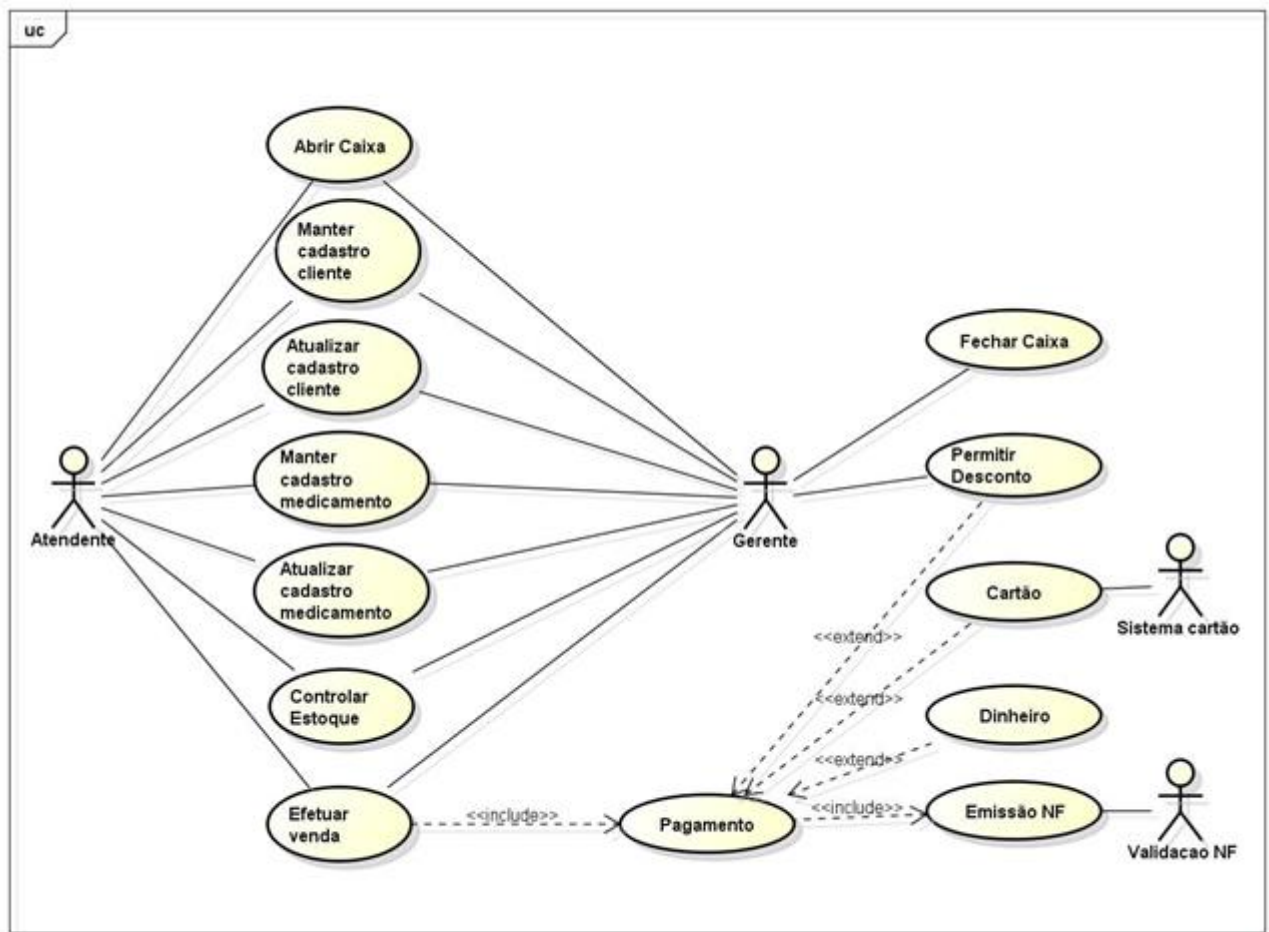 uc
Abrir Caixa
Manter
cadastro
cliente
Atualizar
cadastro
cliente
Manter
cadastro
medicamento
Atualizar
cadastro
medicamento
Controlar
Estoque
Efetuar
venda
Atendente
Gerente
Fechar Caixa
Permitir
Desconto
Cartão
Sistema cartão
Dinheiro
Emissão NF
Validacao NF
Pagamento
<<extend>>
<<extend>>
<<extend>>
<<include>>
<<include>>